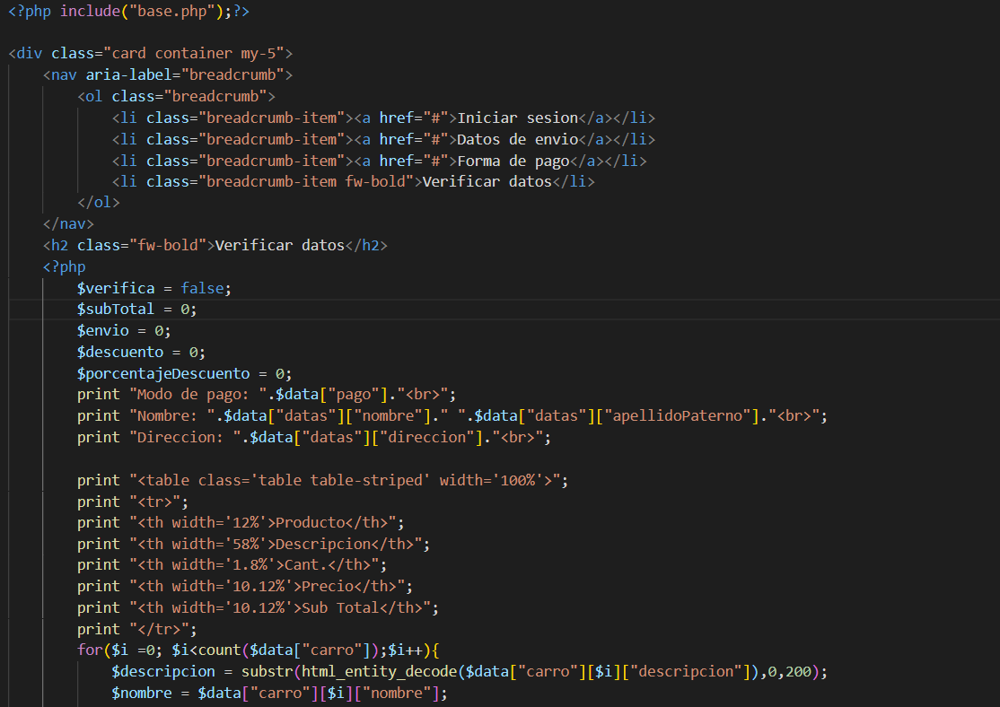 <?php include("base.php");?>
<div class="card container my-5">
<nav aria-label="breadcrumb">
<ol class="breadcrumb">
<li class="breadcrumb-item"><a href="#">Iniciar sesion</a></li>
<li class="breadcrumb-item"><a href="#">Datos de envio</a></li>
<li class="breadcrumb-item"><a href="#">Forma de pago</a></li>
<li class="breadcrumb-item fw-bold">Verificar datos</li>
</ol>
</nav>
<h2 class="fw-bold">Verificar datos</h2>
<?php
$verifica = false;
$subTotal = 0;
$envio = 0;
$descuento = 0;
$porcentajeDescuento = 0;
print "Modo de pago: ".$data["pago"]."<br>";
print "Nombre: ".$data["datas"]["nombre"]." ".$data["datas"]["apellidoPaterno"]."<br>";
print "Direccion: ".$data["datas"]["direccion"]."<br>";
print "<table class='table table-striped' width='100%'>";
print "<tr>";
print "<th width='12%'>Producto</th>";
print "<th width='58%'>Descripcion</th>";
print "<th width='1.8%'>Cant.</th>";
print "<th width='10.12%'>Precio</th>";
print "<th width='10.12%'>Sub Total</th>";
print "</tr>";
for($i =0; $i<count($data["carro"]);$i++){
$descripcion = substr(html_entity_decode($data["carro"][$i]["descripcion"]),0,200);
$nombre = $data["carro"][$i]["nombre"];